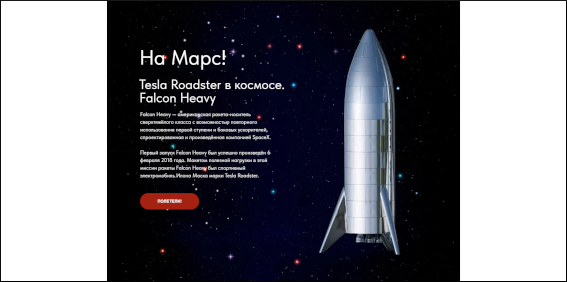 На Марс!
Tesla Roadster в космосе.
Falcon Heavy
Falcon Heavy — американская ракета-носитель
сверхтяжёлого класса с возможностью повторного
использования первой ступени и боковых ускорителей,
спроектированная и произведённая компанией SpaceX.
Первый запуск Falcon Heavy был успешно произведён 6
февраля 2018 года. Макетом полезной нагрузки в этой
миссии ракеты Falcon Heavy был спортивный
электромобиль Илона Маска марки Tesla Roadster.
ПОЛЕТЕЛИ!